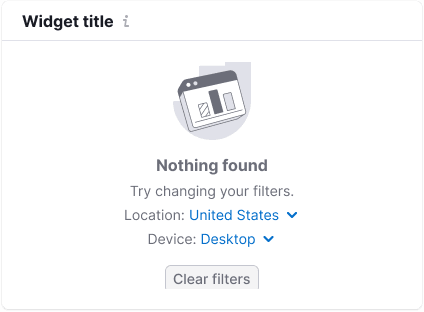 Widget title
Nothing found
Try changing your filters.
Location: United States
Device: Desktop
Clear filters